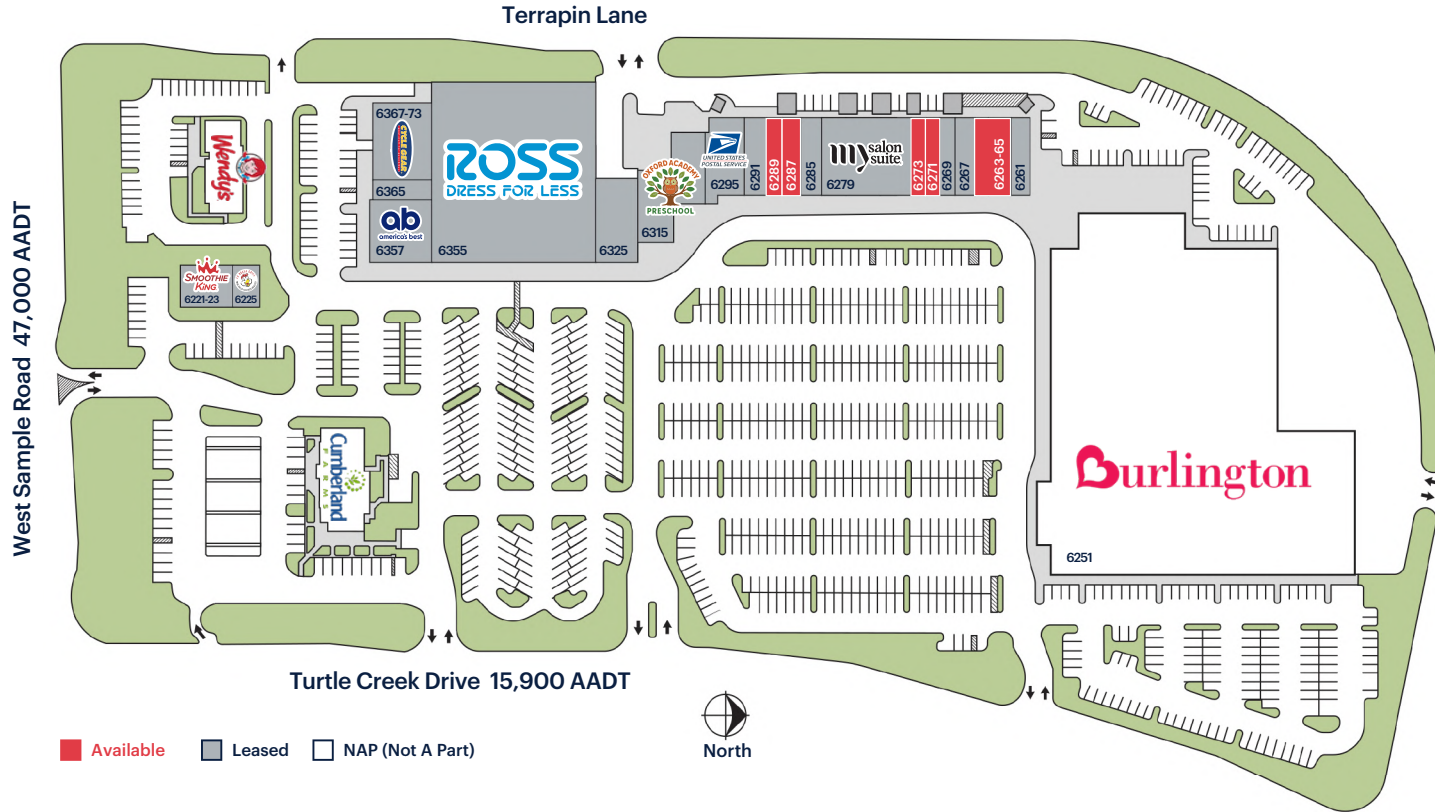 Terrapin Lane
West Sample Road 47,000 AADT
Wendy's
6367-73
CYCLE GEAR
6365
ab
america's best
6357
ROSS
DRESS FOR LESS
6355
6325
OXFORD ACADEMY
PRESCHOOL
6315
UNITED STATES
POSTAL SERVICE
6295
6291
6289
6287
6285
my salon
suite
6279
6273
6271
6269
6267
6263-65
6261
SMOOTHIE
KING
6221-23
6225
Cumberland
FARMS
Burlington
6251
Turtle Creek Drive 15,900 AADT
North
Available
Leased
NAP (Not A Part)